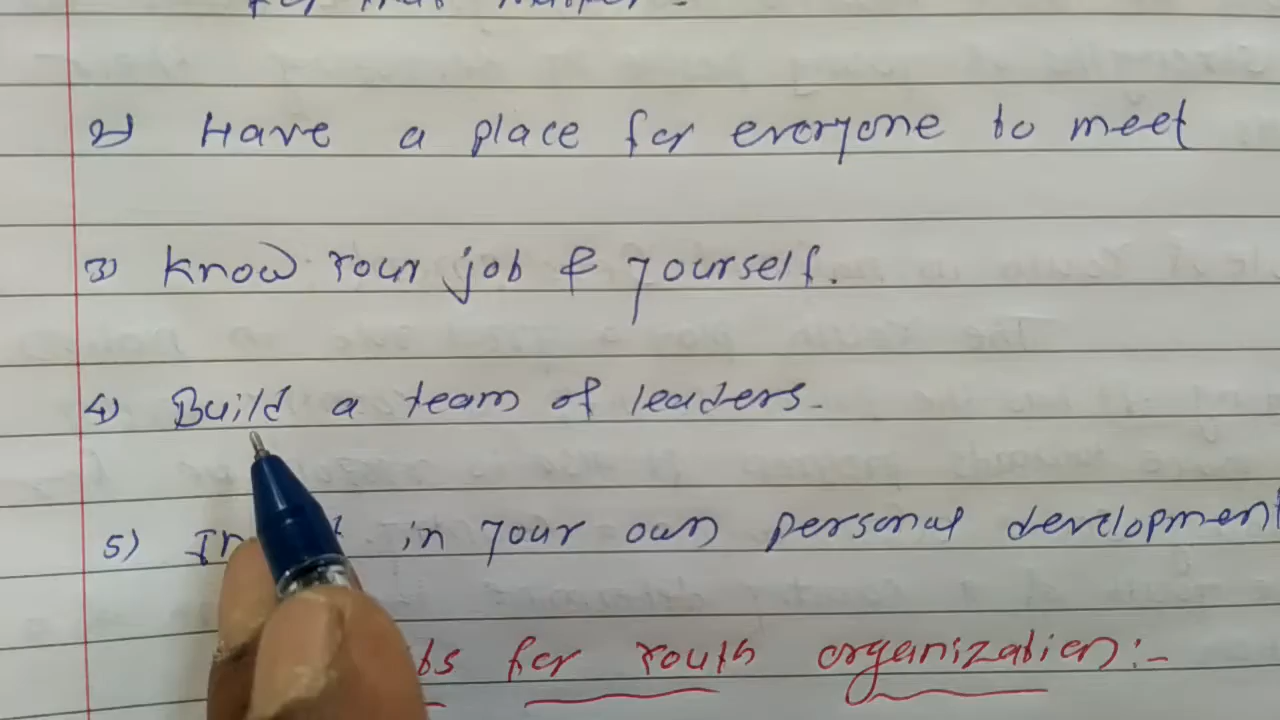 2) Have a place for everyone to meet
3) Know Your job & yourself.
4) Build a team of leaders.
5) in your own personal development
for Youth organization:-